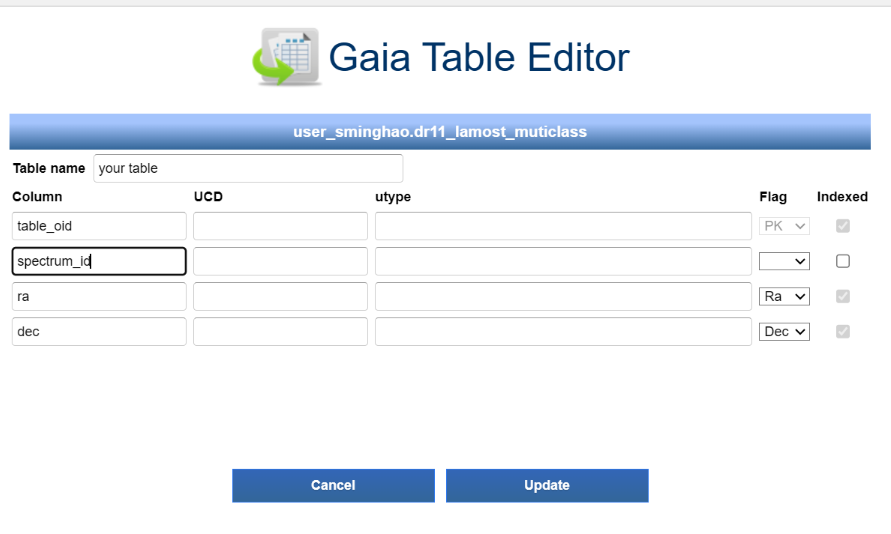 Gaia Table Editor
user_sminghao.dr11_lamost_muticlass
Table name your table
Column UCD utype Flag Indexed
table_oid PK
spectrum_id
ra Ra
dec Dec
Cancel Update